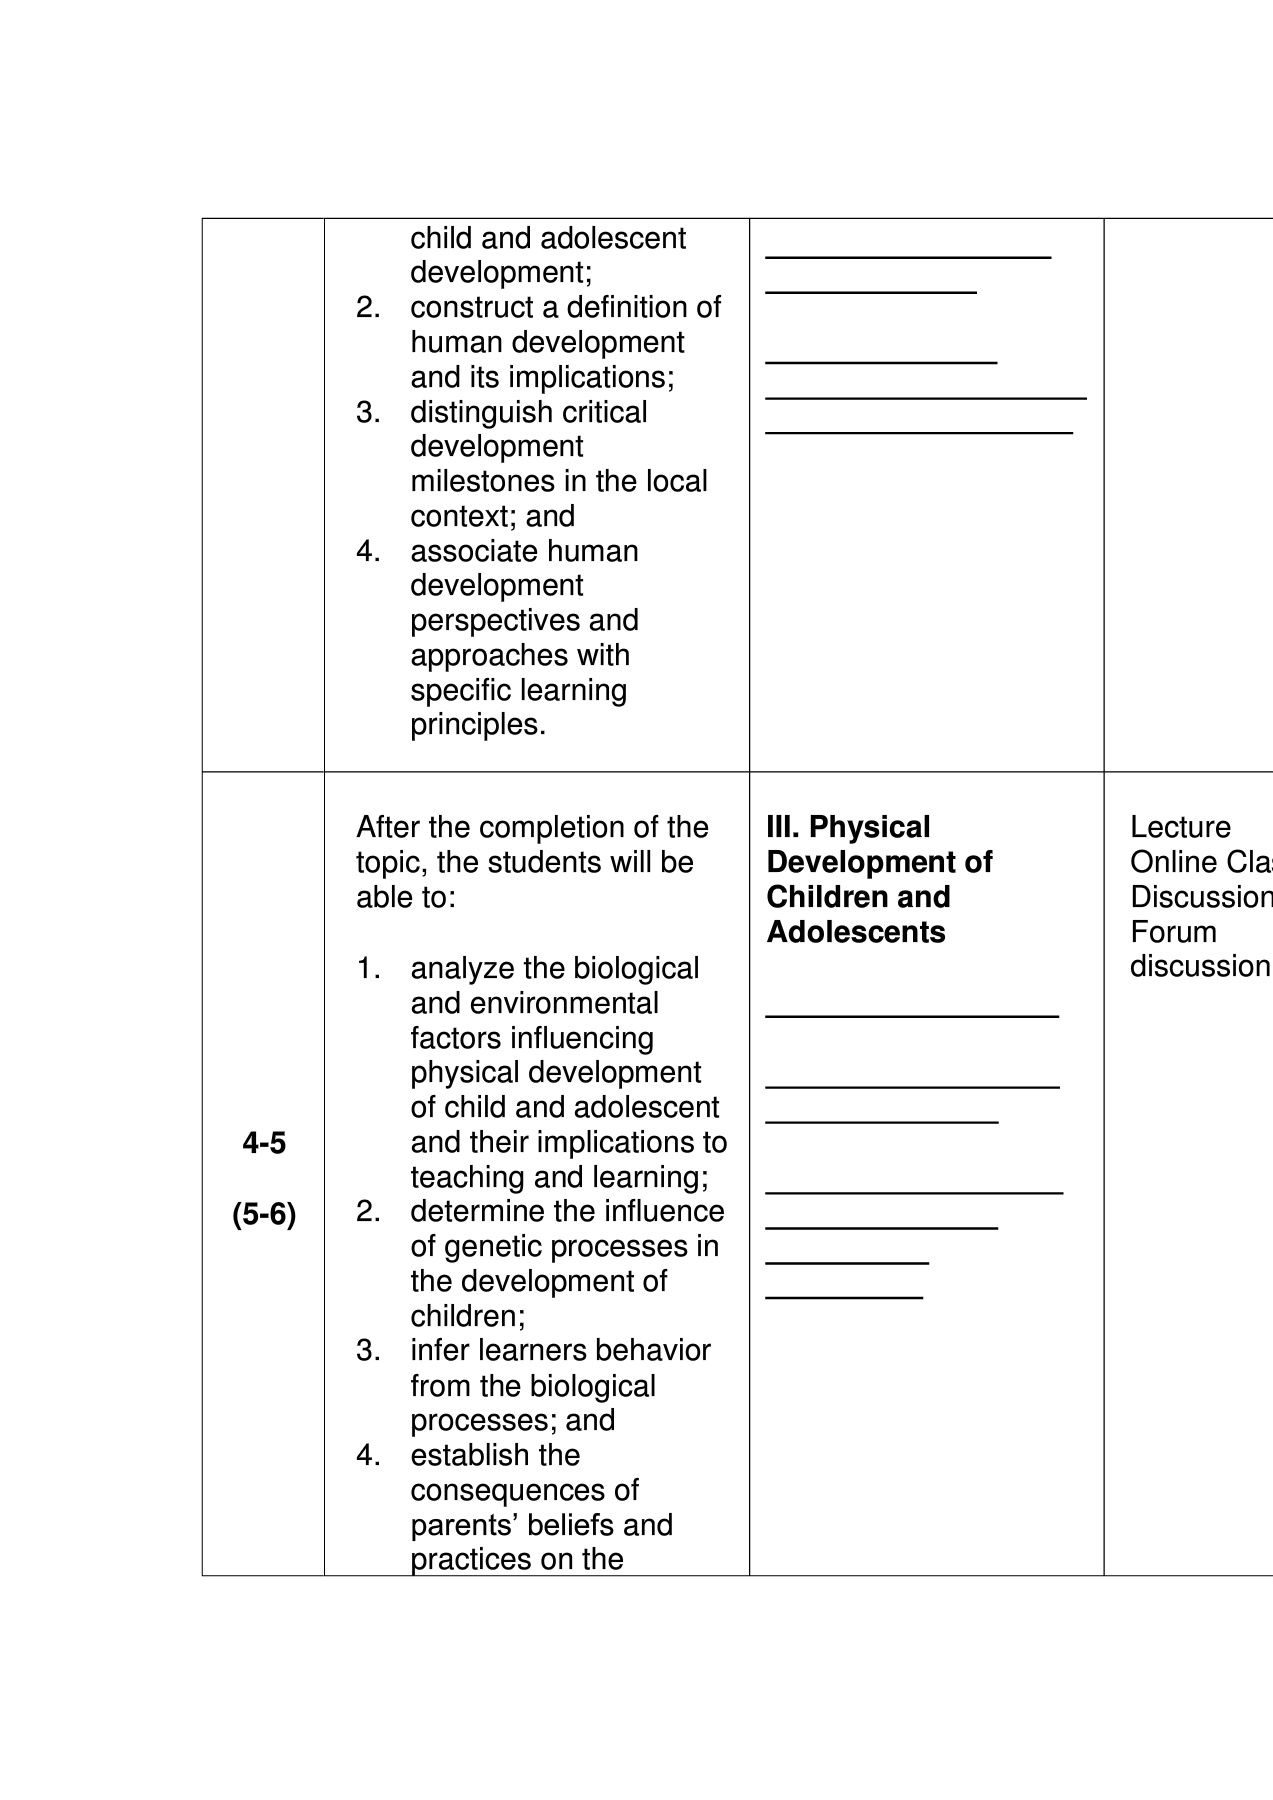 child and adolescent
development;
2. construct a definition of
human development
and its implications;
3. distinguish critical
development
milestones in the local
context; and
4. associate human
development
perspectives and
approaches with
specific learning
principles.
4-5
(5-6)
After the completion of the
topic, the students will be
able to:
1. analyze the biological
and environmental
factors influencing
physical development
of child and adolescent
and their implications to
teaching and learning;
2. determine the influence
of genetic processes in
the development of
children;
3. infer learners behavior
from the biological
processes; and
4. establish the
consequences of
parents’ beliefs and
practices on the
III. Physical
Development of
Children and
Adolescents
Lecture
Online
Discussion
Forum
discussion